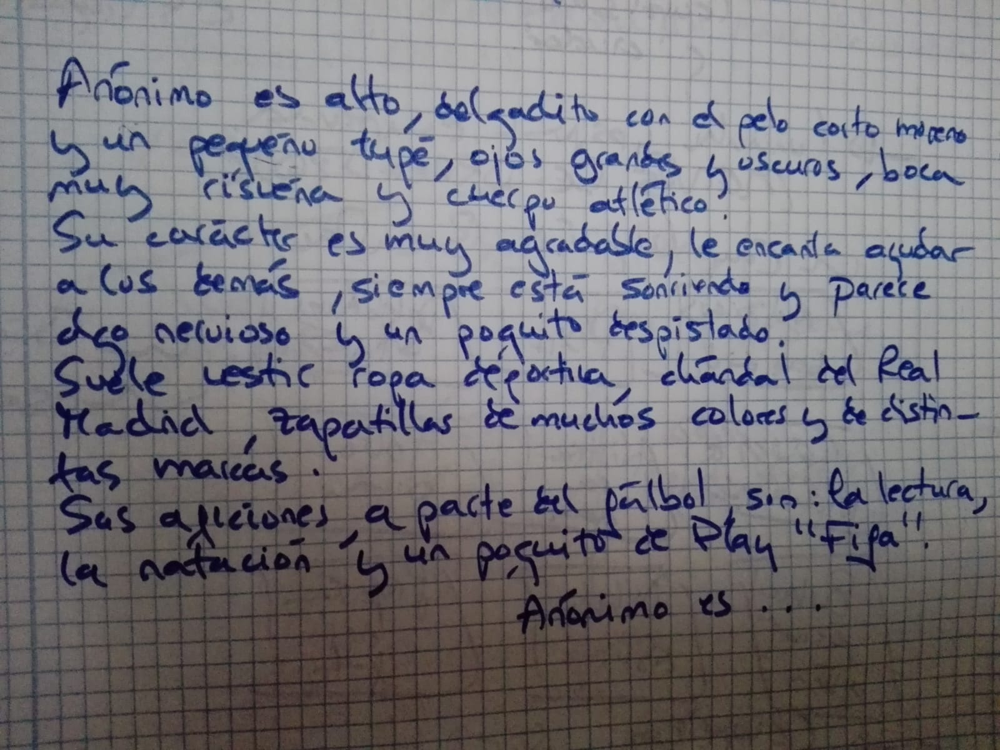 Anónimo es alto, delgadito con el pelo corto moreno
y un pequeño tupé, ojos grandes y oscuros, boca
muy risueña y cuerpo atlético.
Su carácter es muy agradable, le encanta ayudar
a los demás, siempre está sonriendo y parece
algo nervioso y un poquito despistado.
Suele vestir ropa deportiva, chándal del Real
Madrid, zapatillas de muchos colores y de distin-
tas marcas.
Sus aficiones, a parte del fútbol, son: la lectura,
la natación y un poquito de Play "Fifa".
Anónimo es ...